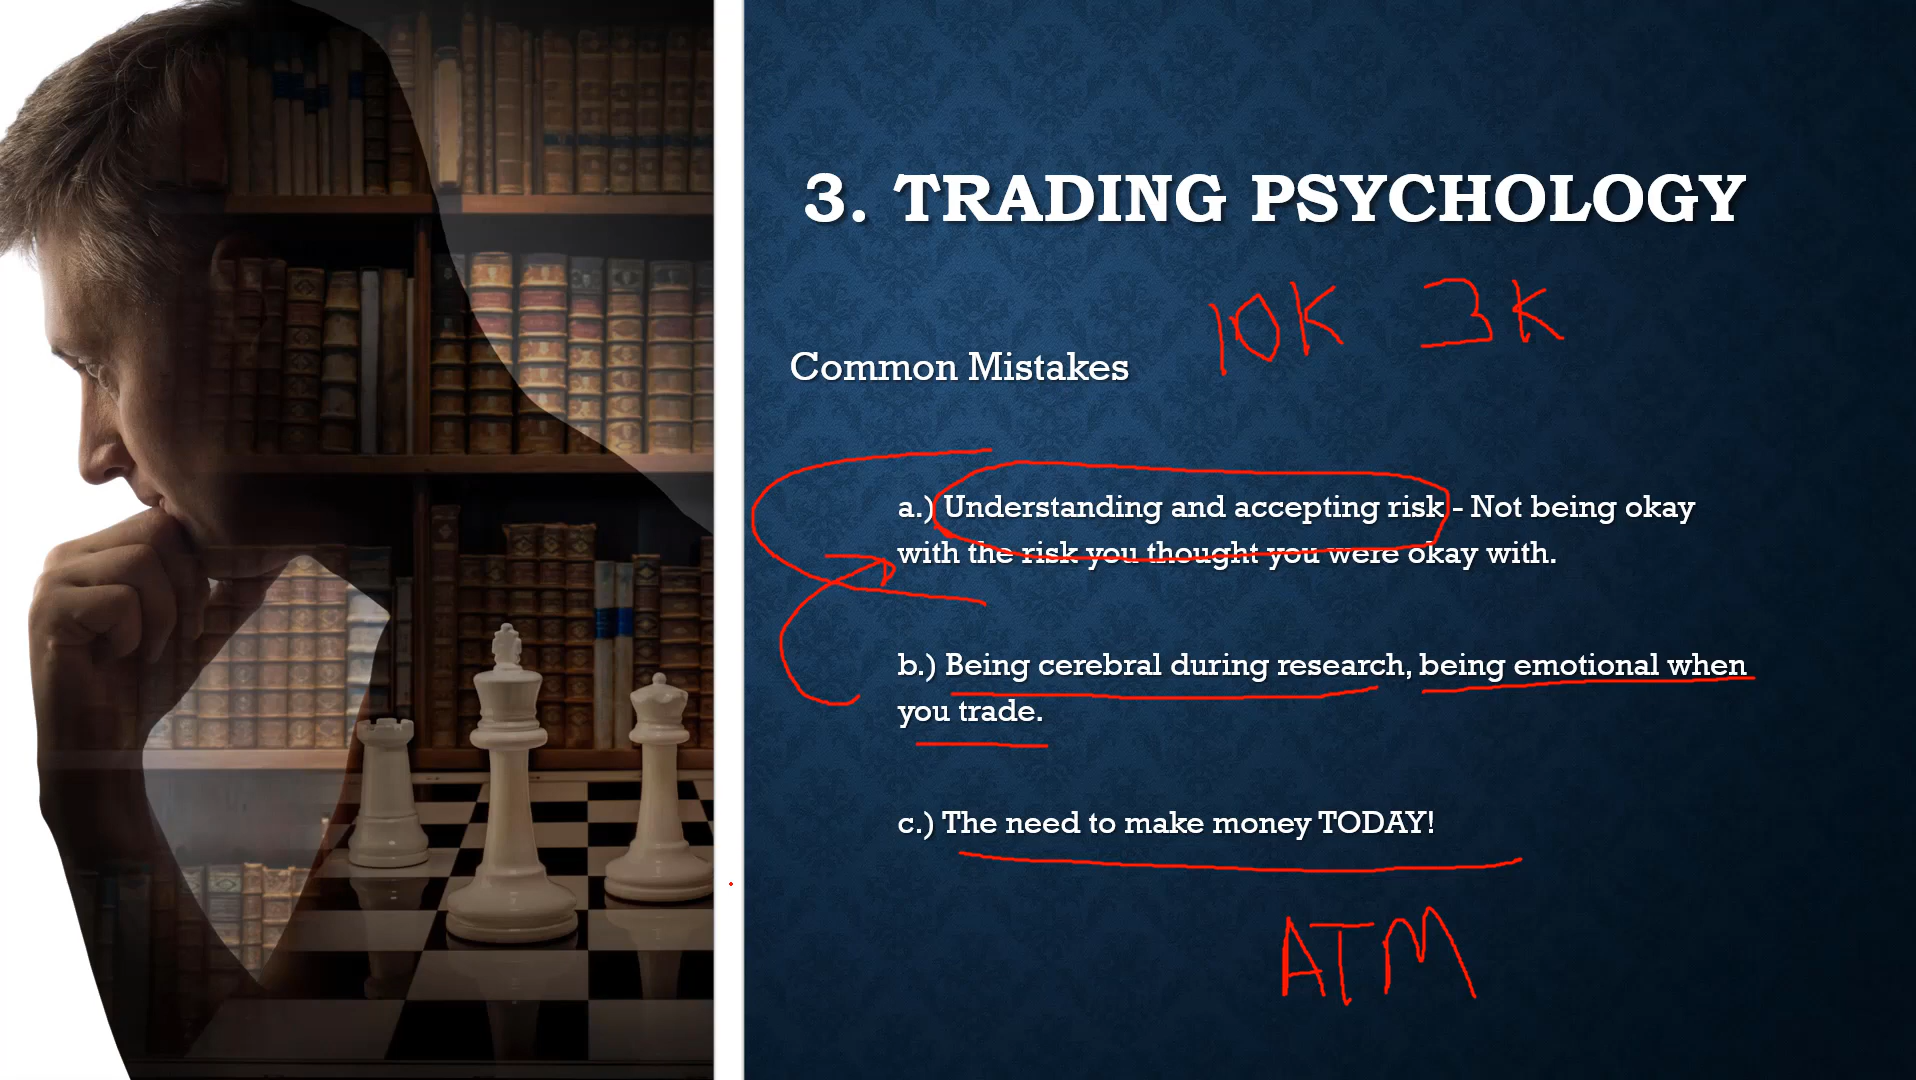 3. TRADING PSYCHOLOGY
10K 3K
Common Mistakes
a.) Understanding and accepting risk - Not being okay
with the risk you thought you were okay with.
b.) Being cerebral during research, being emotional when
you trade.
c.) The need to make money TODAY!
ATM